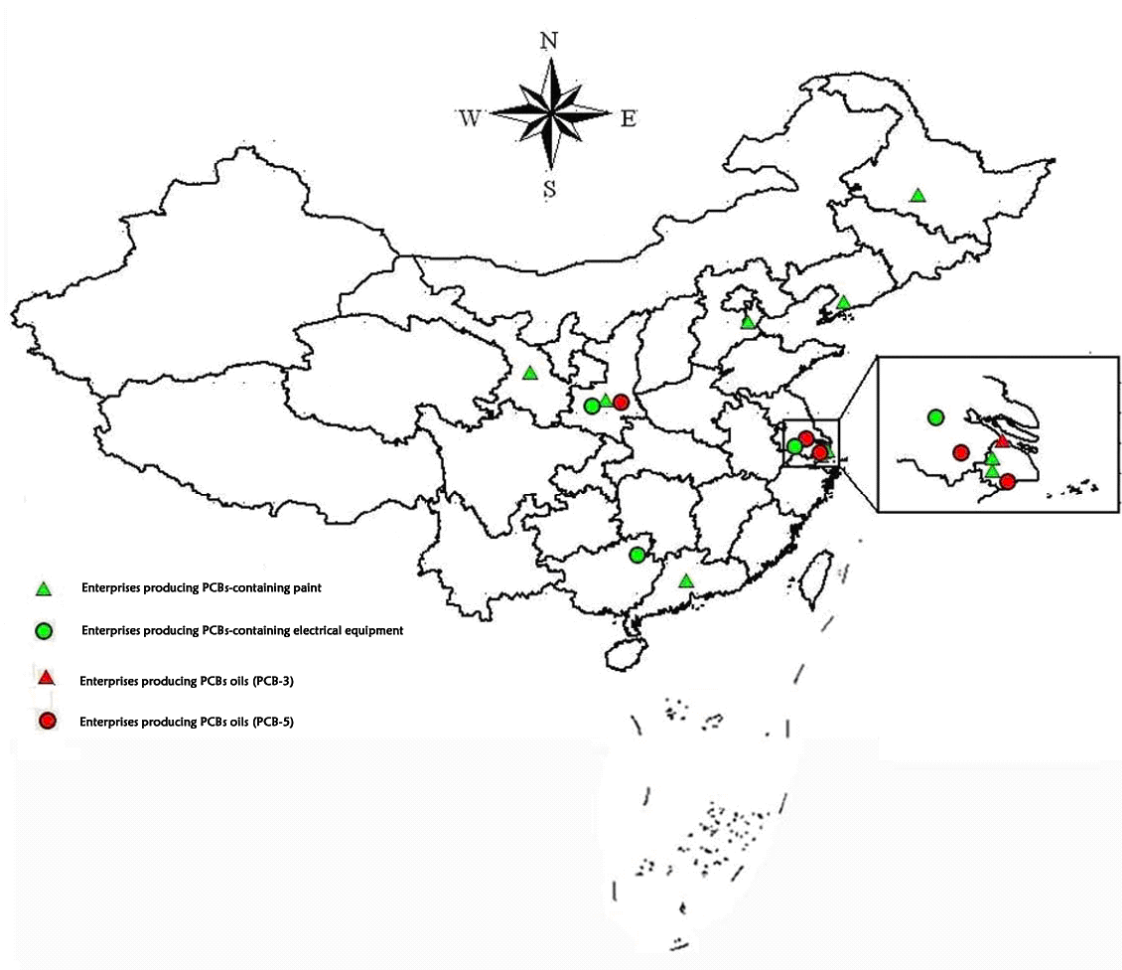 N
W
E
S
Enterprises producing PCBs-containing paint
Enterprises producing PCBs-containing electrical equipment
Enterprises producing PCBs oils (PCB-3)
Enterprises producing PCBs oils (PCB-5)